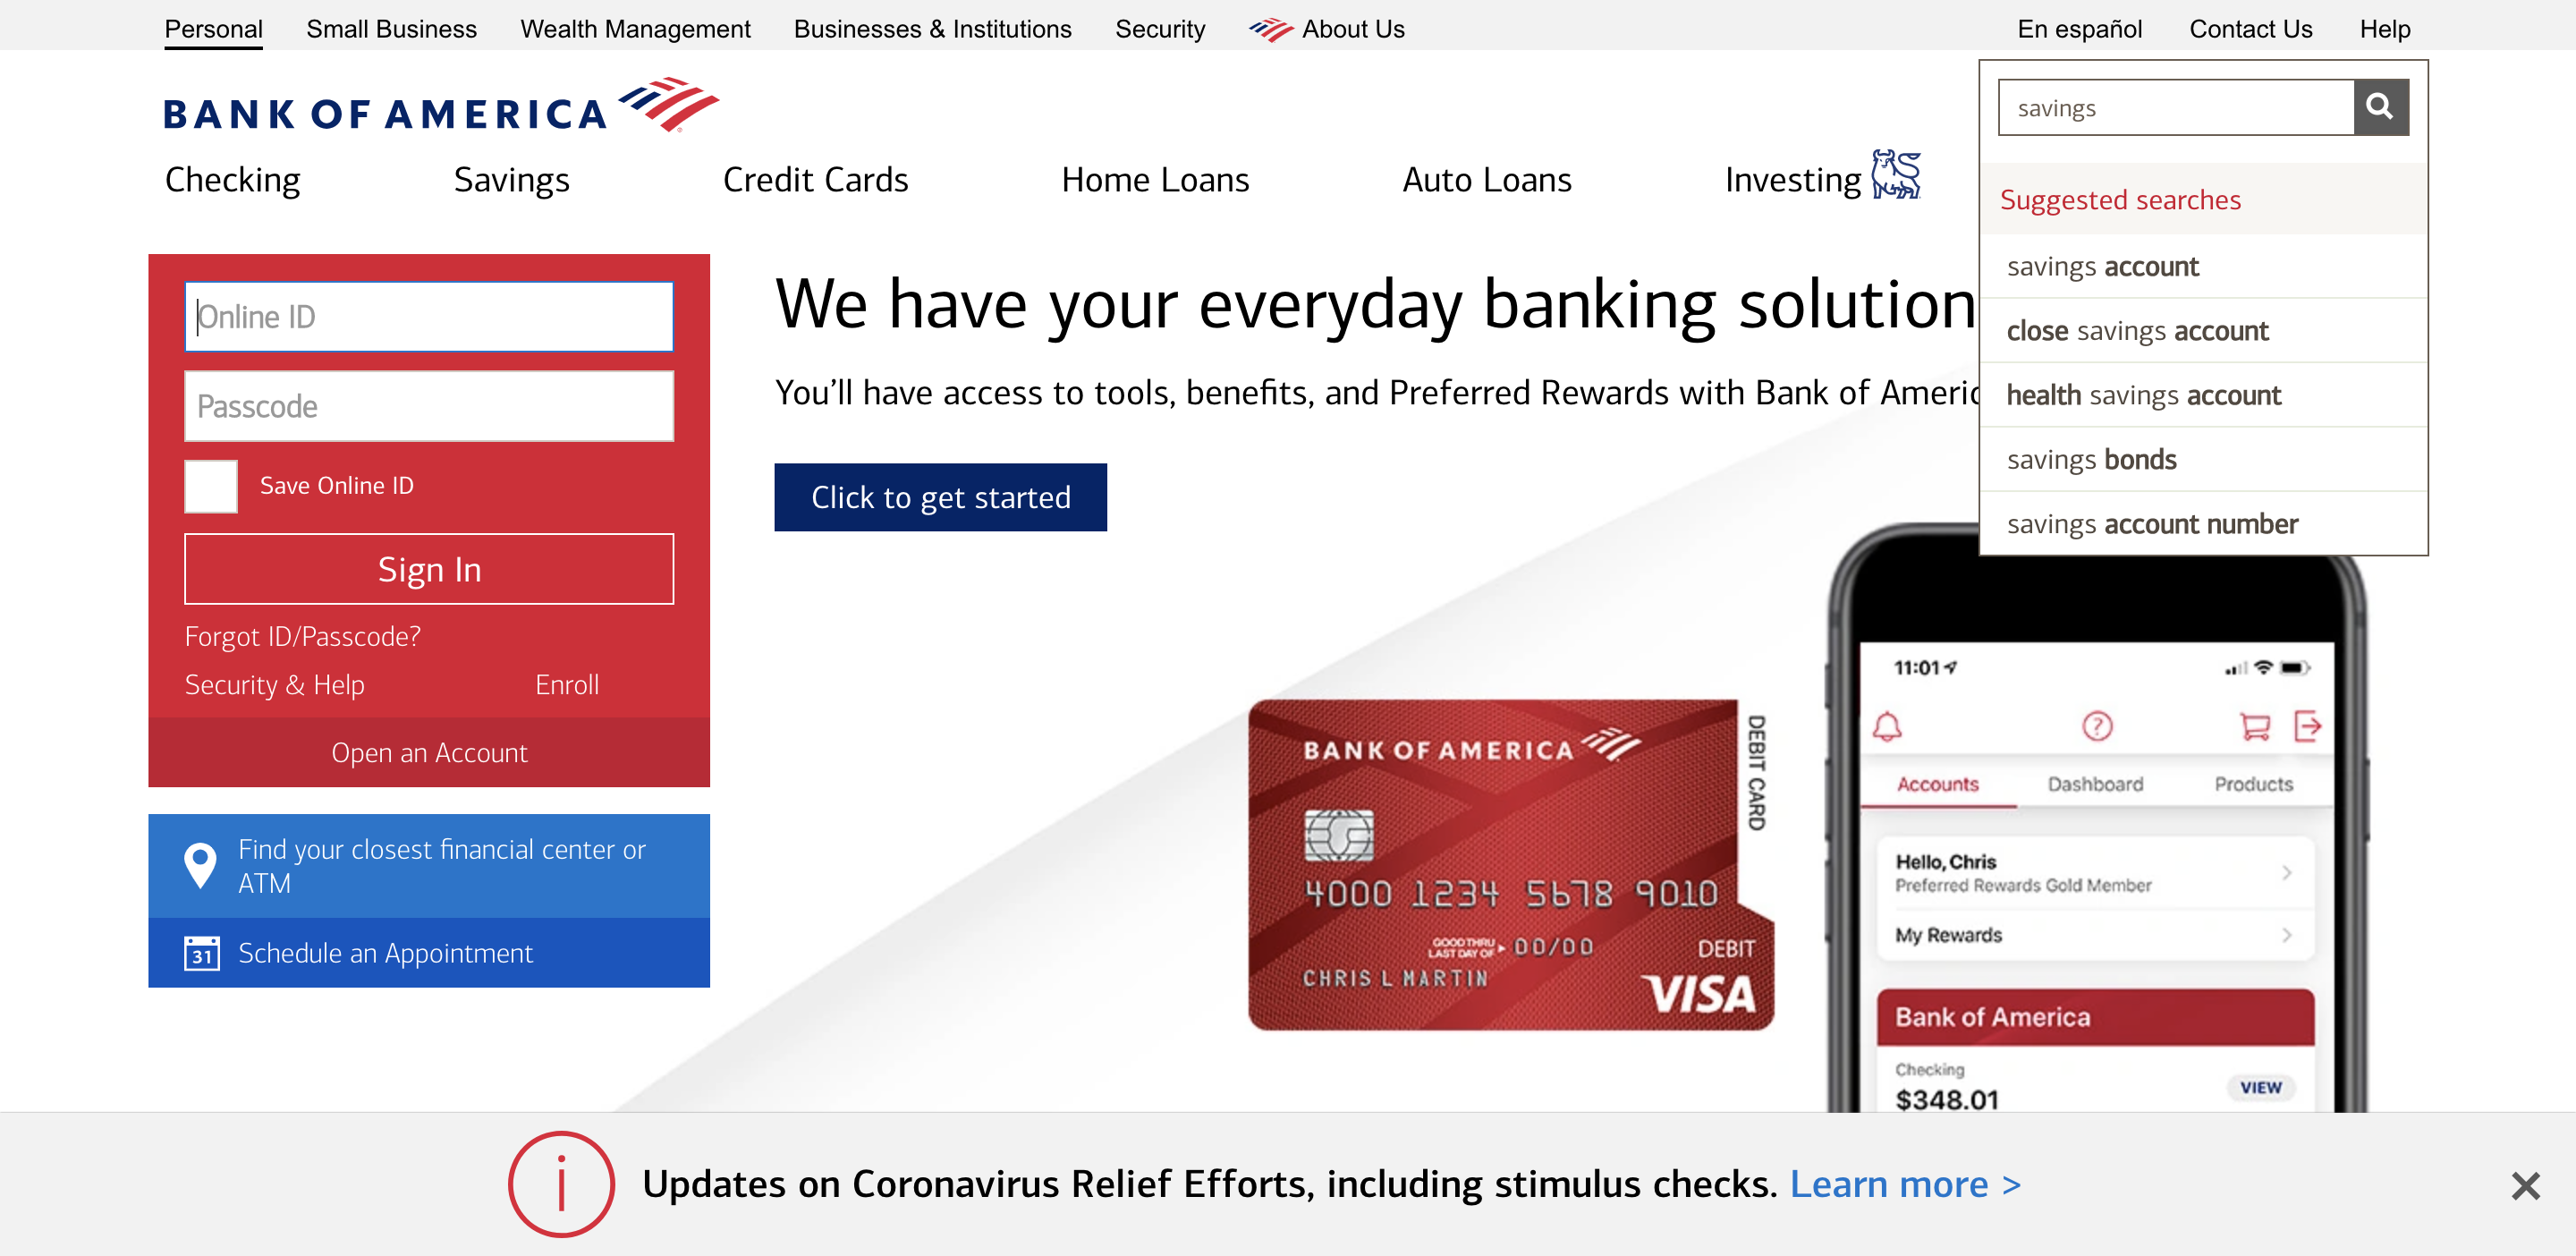 Personal Small Business Wealth Management Businesses & Institutions Security About Us En español Contact Us Help
BANK OF AMERICA
savings
Checking Savings Credit Cards Home Loans Auto Loans Investing
Suggested searches
savings account
close savings account
health savings account
savings bonds
savings account number
Online ID
Passcode
Save Online ID
Sign In
Forgot ID/Passcode?
Security & Help Enroll
Open an Account
Find your closest financial center or
ATM
31 Schedule an Appointment
We have your everyday banking solution
You'll have access to tools, benefits, and Preferred Rewards with Bank of Americ
Click to get started
BANK OF AMERICA
DEBIT CARD
4000 1234 5678 9010
GOOD THRU
LAST DAY OF 00/00
DEBIT
CHRIS L MARTIN
VISA
11:01
?
Accounts Dashboard Products
Hello, Chris
Preferred Rewards Gold Member
My Rewards
Bank of America
Checking
$348.01
VIEW
i Updates on Coronavirus Relief Efforts, including stimulus checks. Learn more >